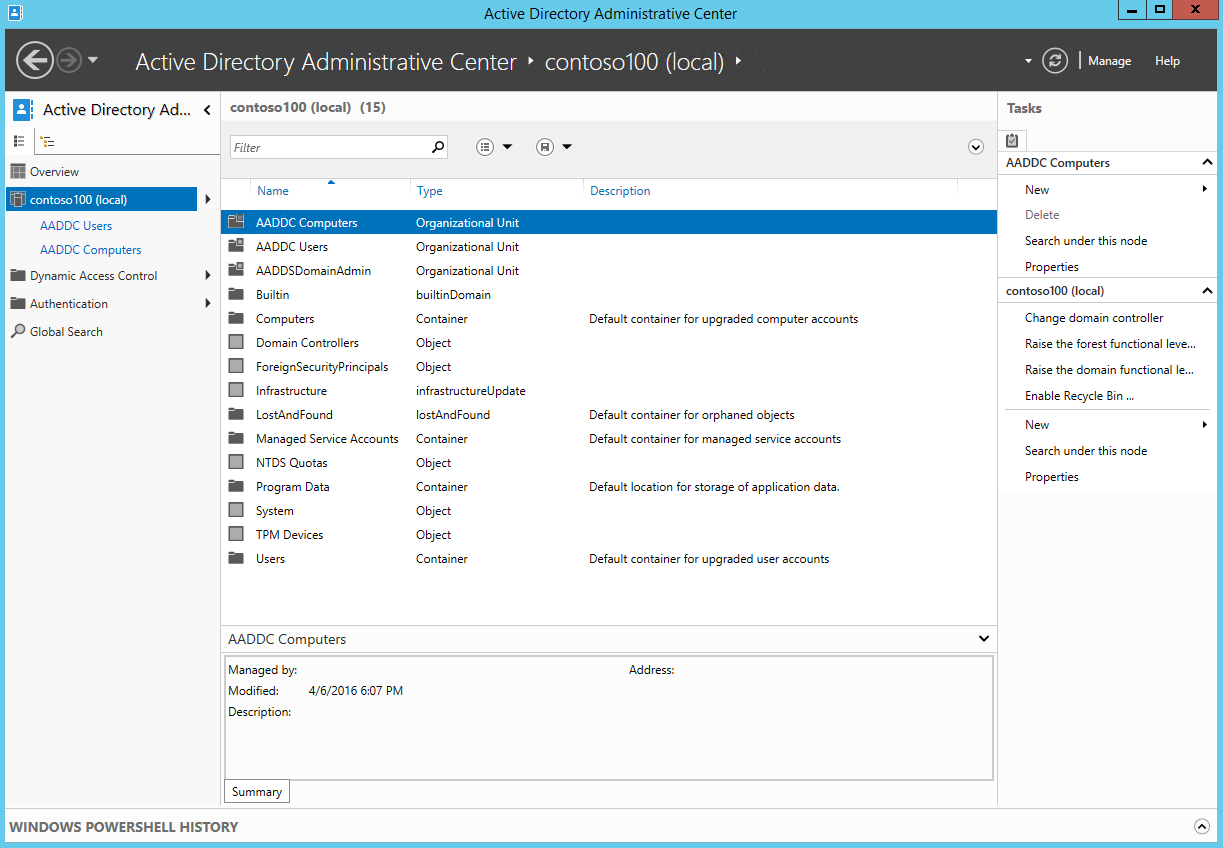 Active Directory Administrative Center
Active Directory Administrative Center contoso100 (local)
Manage
Help
Active Directory Ad...
Overview
contoso100 (local)
AADDC Users
AADDC Computers
Dynamic Access Control
Authentication
Global Search
contoso100 (local) (15)
Filter
Name Type Description
AADDC Computers Organizational Unit
AADDC Users Organizational Unit
AADDSDomainAdmin Organizational Unit
Builtin builtinDomain
Computers Container Default container for upgraded computer accounts
Domain Controllers Object
ForeignSecurityPrincipals Object
Infrastructure infrastructureUpdate
LostAndFound lostAndFound Default container for orphaned objects
Managed Service Accounts Container Default container for managed service accounts
NTDS Quotas Object
Program Data Container Default location for storage of application data.
System Object
TPM Devices Object
Users Container Default container for upgraded user accounts
AADDC Computers
Managed by: Address:
Modified: 4/6/2016 6:07 PM
Description:
Summary
Tasks
AADDC Computers
New
Delete
Search under this node
Properties
contoso100 (local)
Change domain controller
Raise the forest functional leve...
Raise the domain functional le...
Enable Recycle Bin ...
New
Search under this node
Properties
WINDOWS POWERSHELL HISTORY